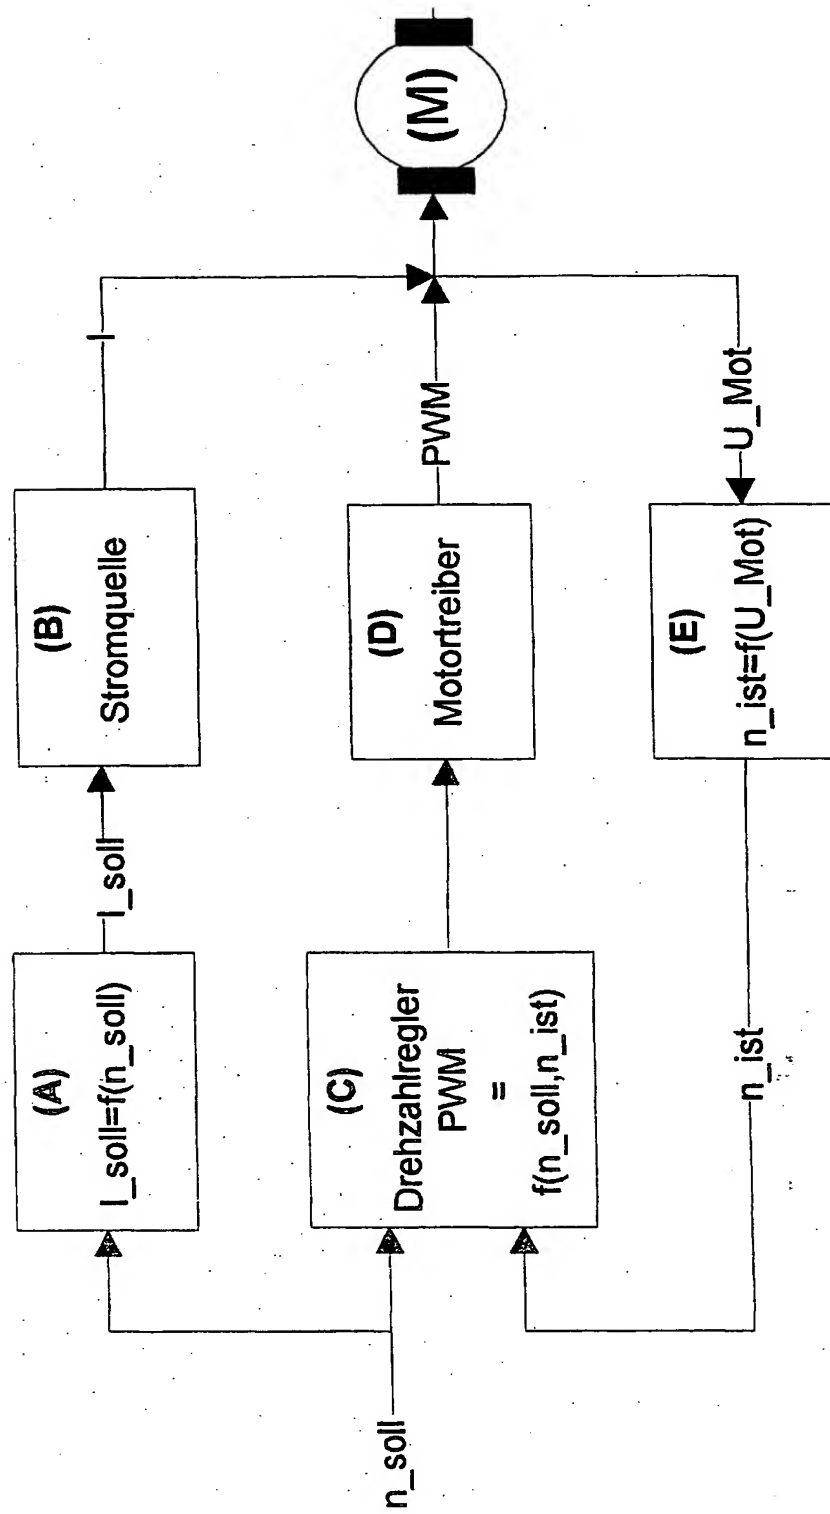 n_soll
(A)
I_soll=f(n_soll)
I_soll
(B)
Stromquelle
I
(C)
Drehzahlregler
PWM
=
f(n_soll,n_ist)
(D)
Motortreiber
PWM
(M)
n_ist
(E)
n_ist=f(U_Mot)
U_Mot